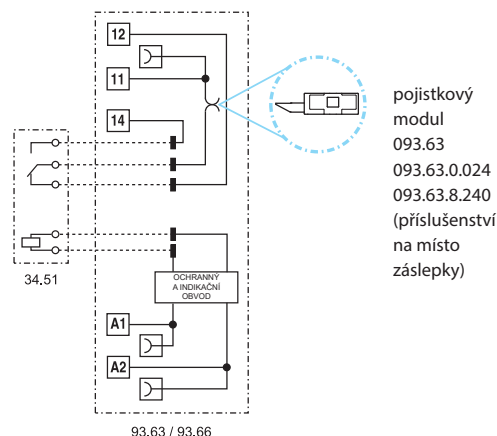 12
11
14
34.51
OCHRANNÝ
A INDIKAČNÍ
OBVOD
A1
A2
93.63 / 93.66
pojistkový
modul
093.63
093.63.0.024
093.63.8.240
(příslušenství
na místo
záslepky)